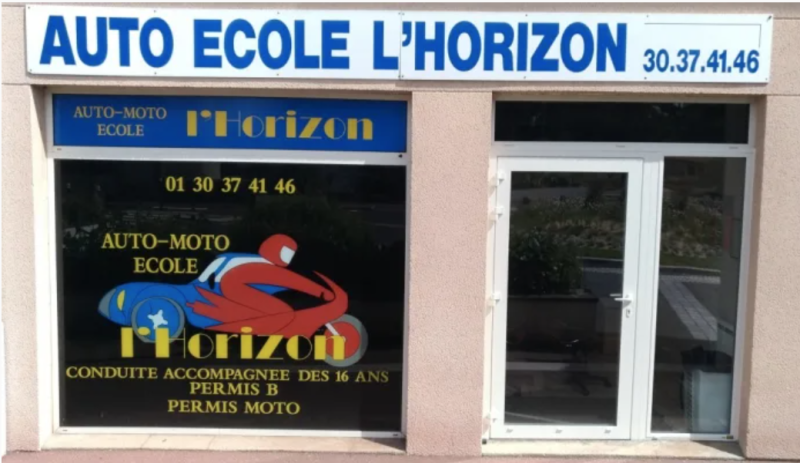 AUTO ECOLE L'HORIZON 30.37.41.46
AUTO-MOTO
ECOLE
l'Horizon
01 30 37 41 46
AUTO-MOTO
ECOLE
l'Horizon
CONDUITE ACCOMPAGNEE DES 16 ANS
PERMIS B
PERMIS MOTO